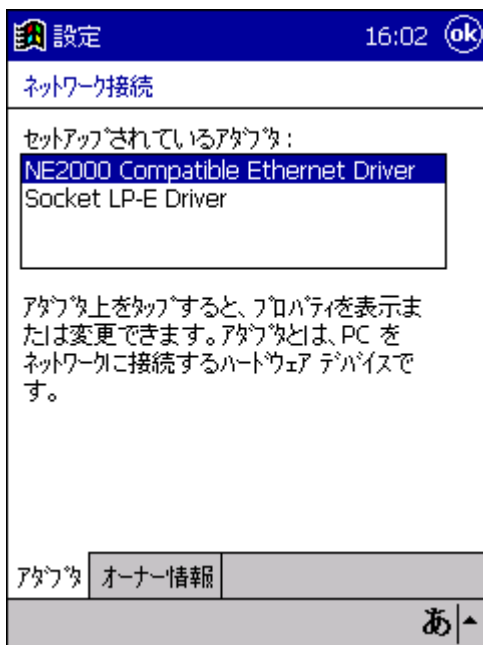 設定 16:02 ok
ネットワーク接続
セットアップされているアダプタ:
NE2000 Compatible Ethernet Driver
Socket LP-E Driver
アダプタ上をタップすると、プロパティを表示ま
たは変更できます。アダプタとは、PC を
ネットワークに接続するハードウェア デバイスで
す。
アダプタ オーナー情報
あ